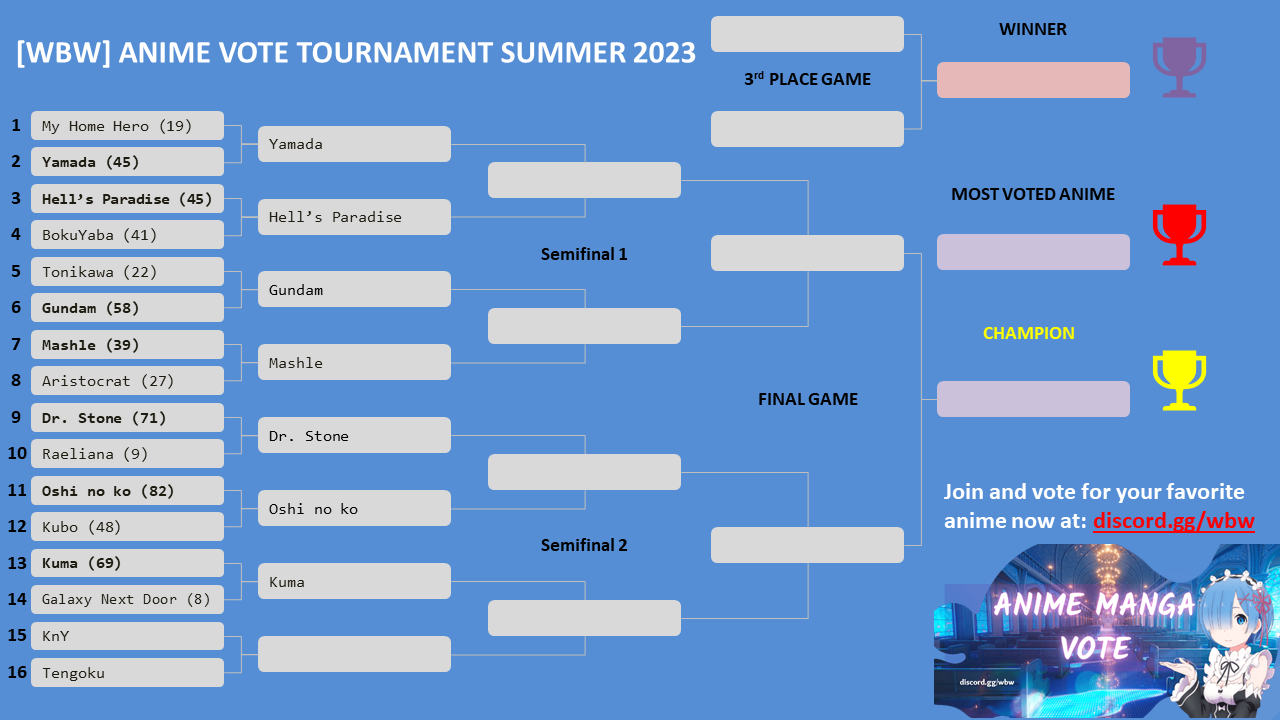 [WBW] ANIME VOTE TOURNAMENT SUMMER 2023
WINNER
3rd PLACE GAME
1 My Home Hero (19)
2 Yamada (45)
Yamada
3 Hell’s Paradise (45)
4 BokuYaba (41)
Hell’s Paradise
MOST VOTED ANIME
Semifinal 1
5 Tonikawa (22)
6 Gundam (58)
Gundam
7 Mashle (39)
8 Aristocrat (27)
Mashle
CHAMPION
FINAL GAME
9 Dr. Stone (71)
10 Raeliana (9)
Dr. Stone
11 Oshi no ko (82)
12 Kubo (48)
Oshi no ko
Semifinal 2
13 Kuma (69)
14 Galaxy Next Door (8)
Kuma
15 KnY
16 Tengoku
Join and vote for your favorite
anime now at: discord.gg/wbw
ANIME MANGA
VOTE
discord.gg/wbw